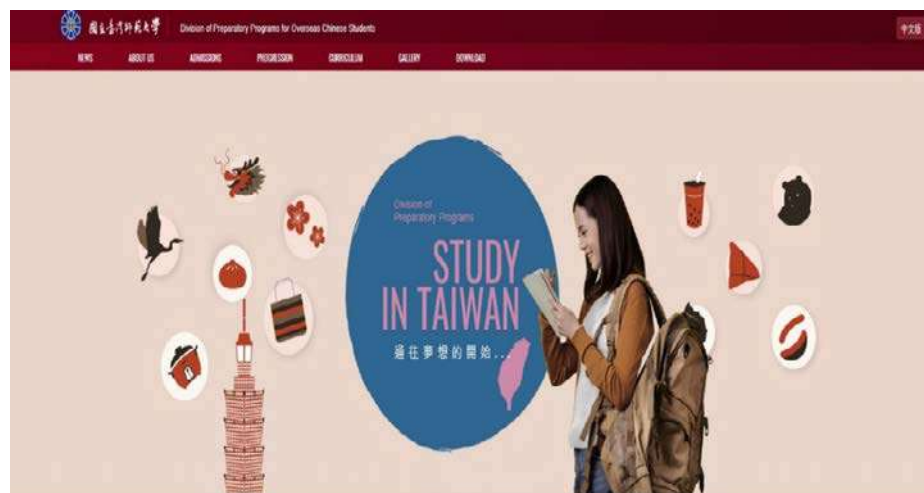 國立臺灣師範大學
Division of Preparatory Programs for Overseas Chinese Students
中文版
NEWS
ABOUT US
ADMISSIONS
PROGRESSION
CURRICULUM
GALLERY
DOWNLOAD
Division of
Preparatory Programs
STUDY
IN TAIWAN
通往夢想的開始...